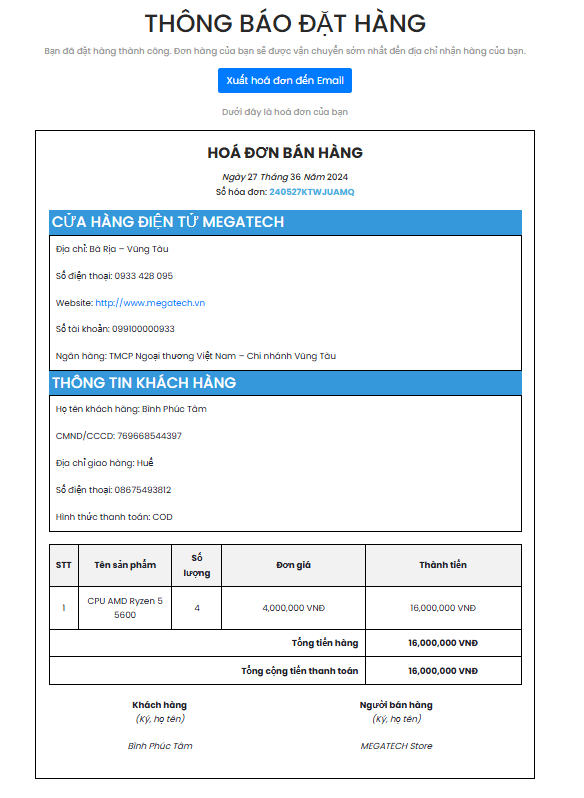 THÔNG BÁO ĐẶT HÀNG
Bạn đã đặt hàng thành công. Đơn hàng của bạn sẽ được vận chuyển sớm nhất đến địa chỉ nhận hàng của bạn.
Xuất hoá đơn đến Email
Dưới đây là hoá đơn của bạn
HOÁ ĐƠN BÁN HÀNG
Ngày 27 Tháng 36 Năm 2024
Số hóa đơn: 240527KTWJUAMQ
CỬA HÀNG ĐIỆN TỬ MEGATECH
Địa chỉ: Bà Rịa – Vũng Tàu
Số điện thoại: 0933 428 095
Website: http://www.megatech.vn
Số tài khoản: 099100000933
Ngân hàng: TMCP Ngoại thương Việt Nam – Chi nhánh Vũng Tàu
THÔNG TIN KHÁCH HÀNG
Họ tên khách hàng: Bình Phúc Tâm
CMND/CCCD: 769668544397
Địa chỉ giao hàng: Huế
Số điện thoại: 08675493812
Hình thức thanh toán: COD
STT Tên sản phẩm Số lượng Đơn giá Thành tiền
1 CPU AMD Ryzen 5 5600 4 4,000,000 VNĐ 16,000,000 VNĐ
Tổng tiền hàng 16,000,000 VNĐ
Tổng cộng tiền thanh toán 16,000,000 VNĐ
Khách hàng Người bán hàng
(Ký, họ tên) (Ký, họ tên)
Bình Phúc Tâm MEGATECH Store